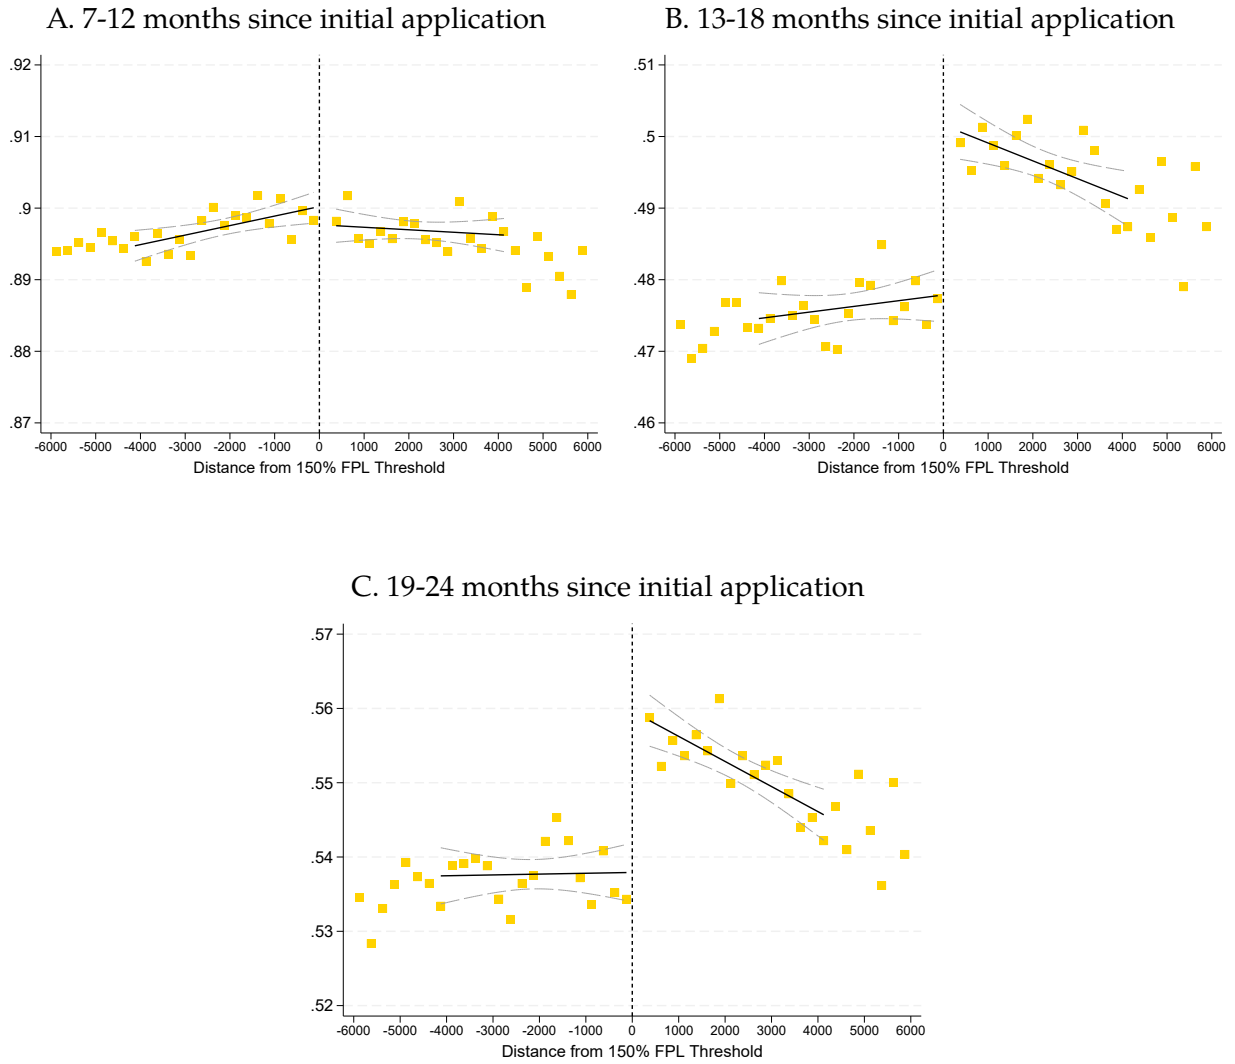 A. 7-12 months since initial application
.92
.91
.9
.89
.88
.87
-6000 -5000 -4000 -3000 -2000 -1000 0 1000 2000 3000 4000 5000 6000
Distance from 150% FPL Threshold
B. 13-18 months since initial application
.51
.5
.49
.48
.47
.46
-6000 -5000 -4000 -3000 -2000 -1000 0 1000 2000 3000 4000 5000 6000
Distance from 150% FPL Threshold
C. 19-24 months since initial application
.57
.56
.55
.54
.53
.52
-6000 -5000 -4000 -3000 -2000 -1000 0 1000 2000 3000 4000 5000 6000
Distance from 150% FPL Threshold